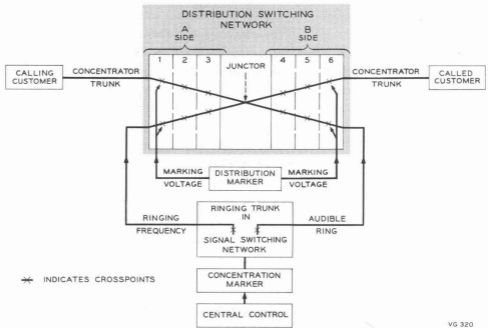 DISTRIBUTION SWITCHING
NETWORK
A
SIDE
B
SIDE
1 2 3 JUNCTOR 4 5 6
CALLING
CUSTOMER
CONCENTRATOR
TRUNK
CONCENTRATOR
TRUNK
CALLED
CUSTOMER
MARKING
VOLTAGE
DISTRIBUTION
MARKER
MARKING
VOLTAGE
RINGING
FREQUENCY
RINGING TRUNK
IN
SIGNAL SWITCHING
NETWORK
AUDIBLE
RING
INDICATES CROSSPOINTS
CONCENTRATION
MARKER
CENTRAL CONTROL
VG 320